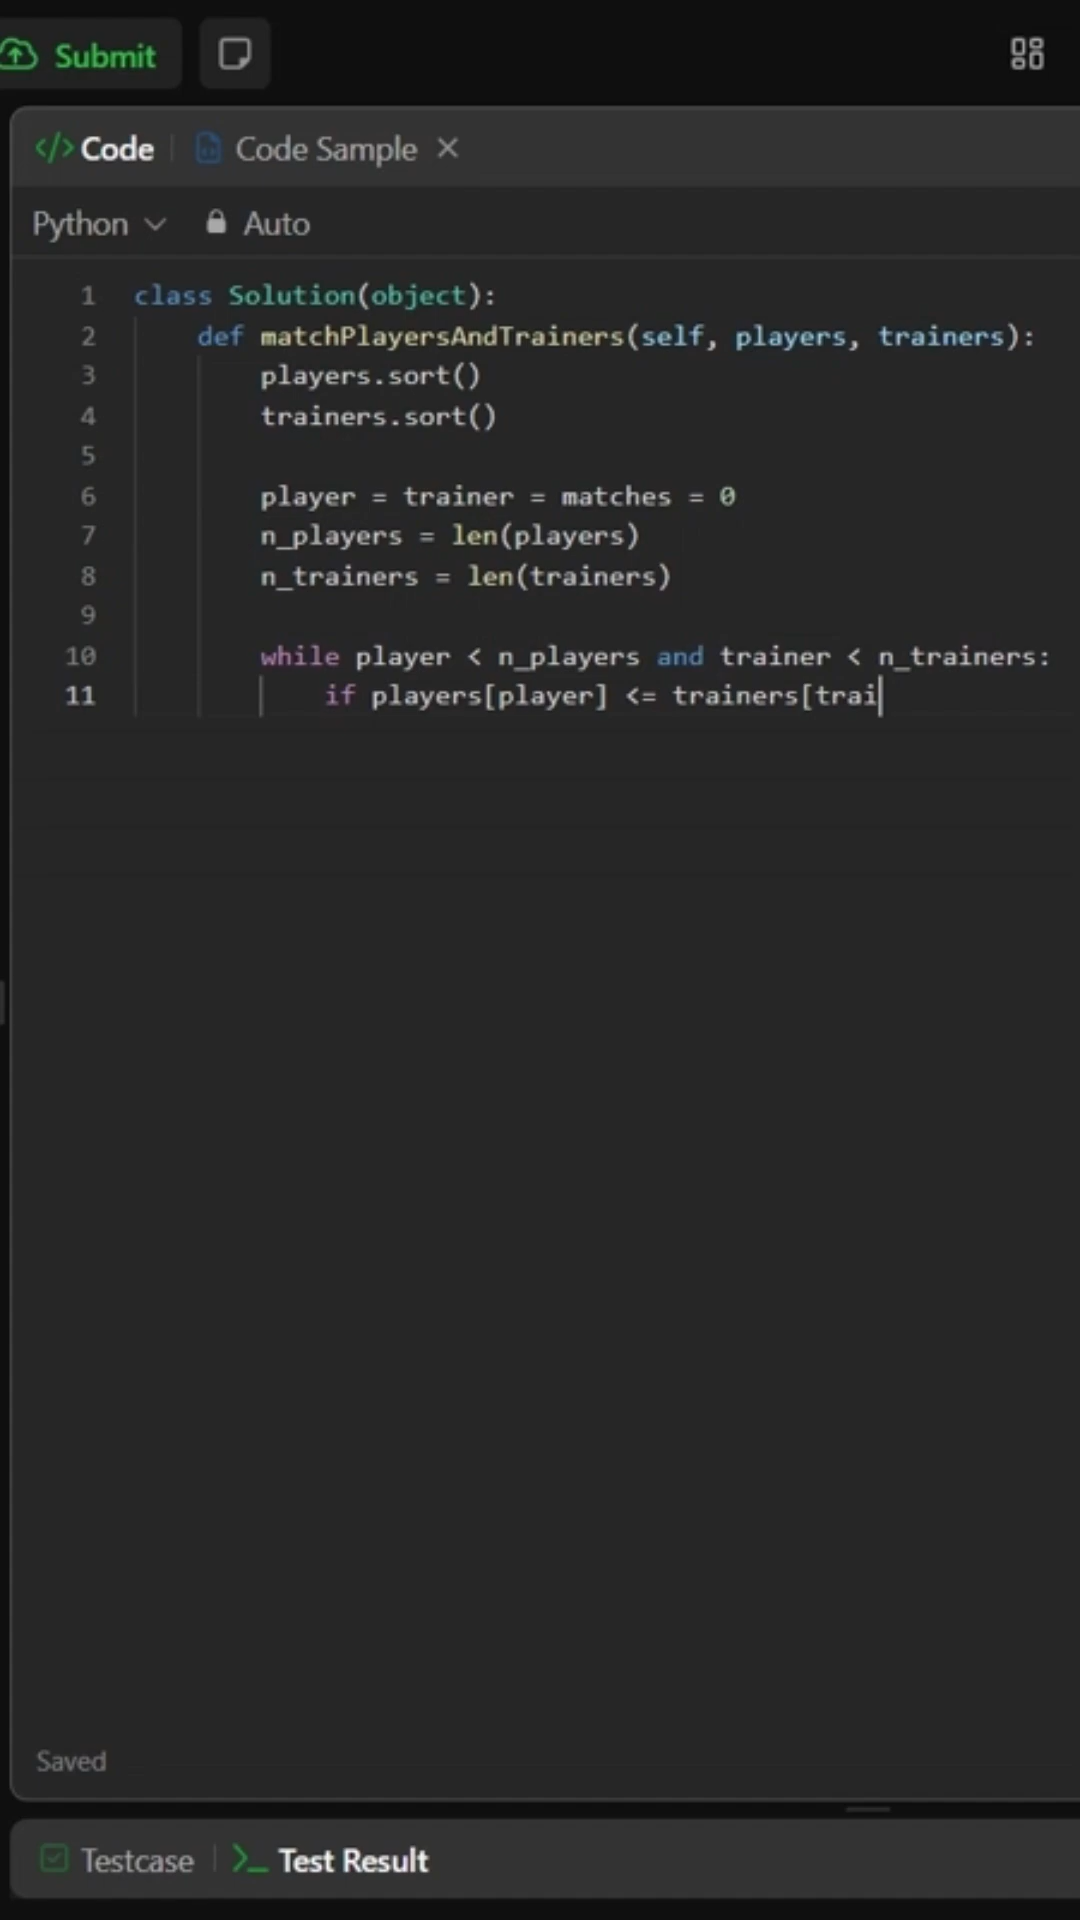 Submit
Code
Code Sample
Python
Auto
1 class Solution(object):
2 def matchPlayersAndTrainers(self, players, trainers):
3 players.sort()
4 trainers.sort()
5
6 player = trainer = matches = 0
7 n_players = len(players)
8 n_trainers = len(trainers)
9
10 while player < n_players and trainer < n_trainers:
11 if players[player] <= trainers[trai
Saved
Testcase
Test Result